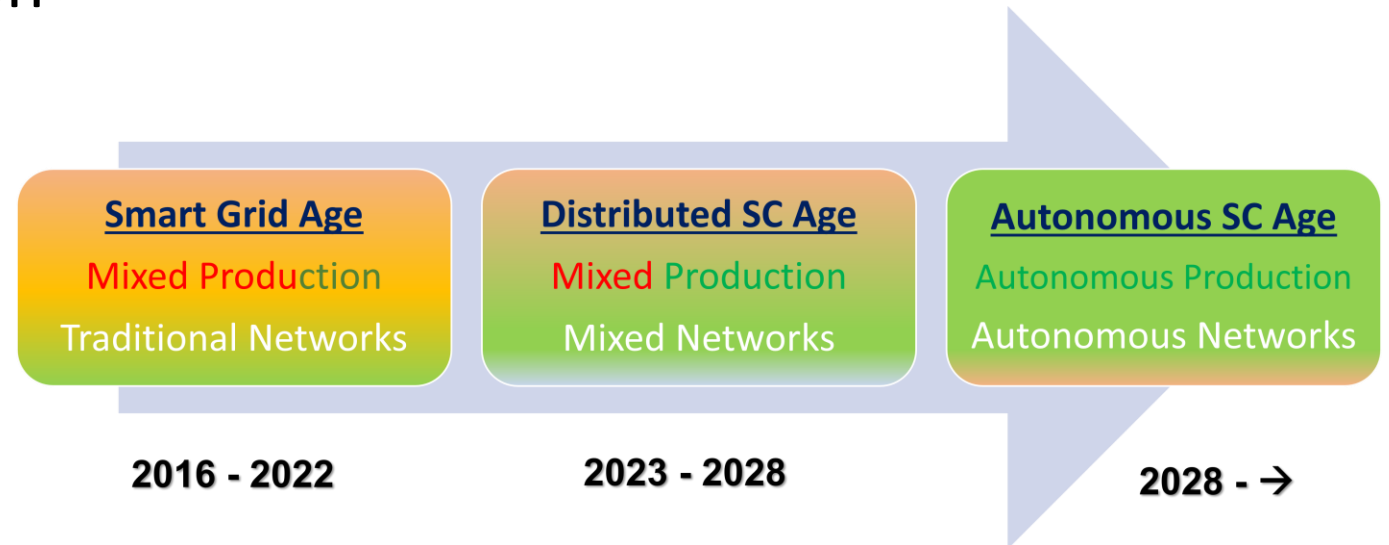 Smart Grid Age
Mixed Production
Traditional Networks
Distributed SC Age
Mixed Production
Mixed Networks
Autonomous SC Age
Autonomous Production
Autonomous Networks
2016 - 2022
2023 - 2028
2028 - →